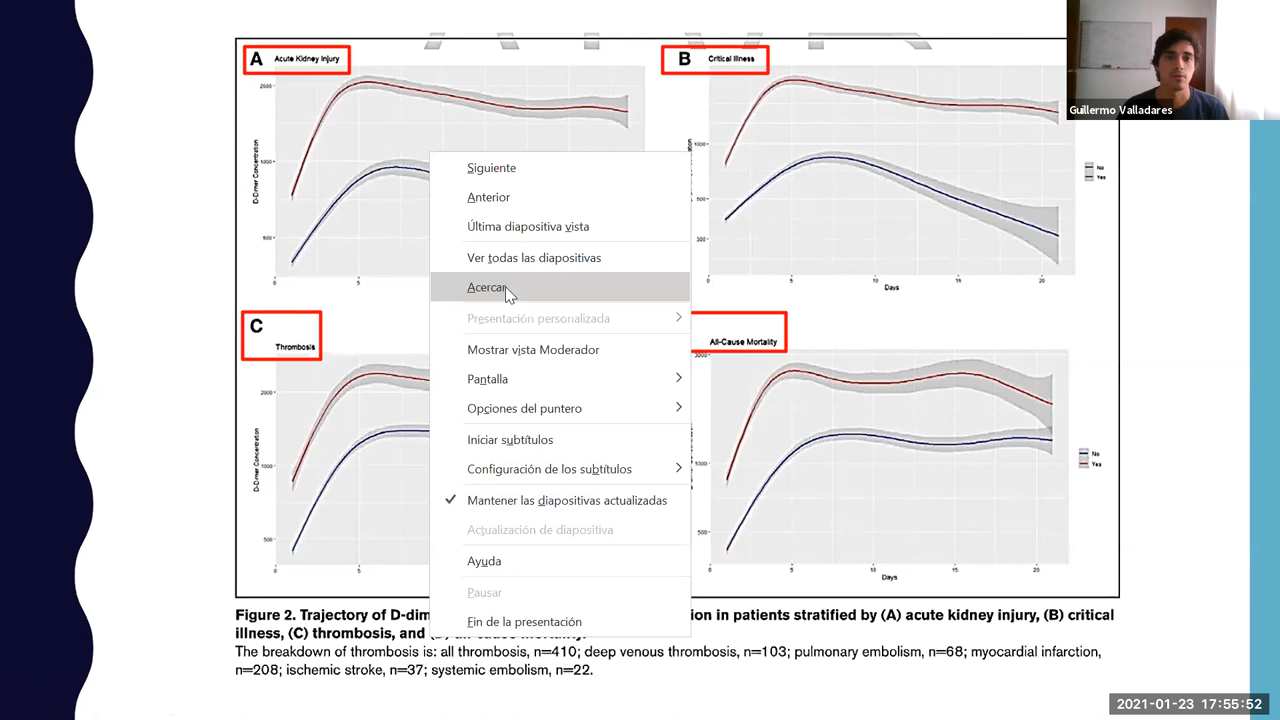 A Acute Kidney Injury
B Critical Illness
Guillermo Valladares
2000
1000
500
D-Dimer Concentration
0
5
1000
500
300
0
5
10
15
20
Days
No
Yes
Siguiente
Anterior
Última diapositiva vista
Ver todas las diapositivas
Acercar
Presentación personalizada
Mostrar vista Moderador
Pantalla
Opciones del puntero
Iniciar subtítulos
Configuración de los subtítulos
Mantener las diapositivas actualizadas
Actualización de diapositiva
Ayuda
Pausar
Fin de la presentación
C
Thrombosis
All-Cause Mortality
2000
1000
500
D-Dimer Concentration
0
5
3000
1000
500
0
5
10
15
20
Days
No
Yes
Figure 2. Trajectory of D-dim on in patients stratified by (A) acute kidney injury, (B) critical
illness, (C) thrombosis, and
The breakdown of thrombosis is: all thrombosis, n=410; deep venous thrombosis, n=103; pulmonary embolism, n=68; myocardial infarction,
n=208; ischemic stroke, n=37; systemic embolism, n=22.
2021-01-23 17:55:52